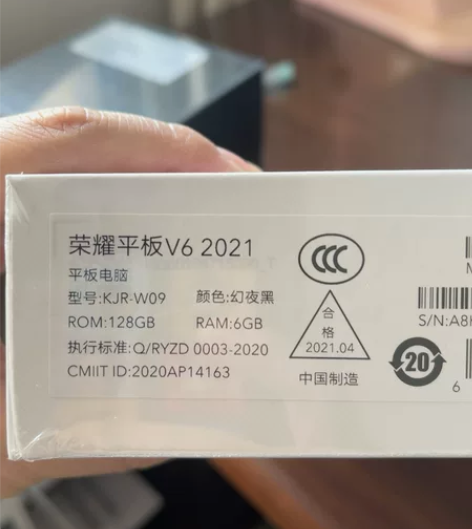 荣耀平板V6 2021
平板电脑
型号:KJR-W09 颜色:幻夜黑
ROM:128GB RAM:6GB
执行标准:Q/RYZD 0003-2020
CMIIT ID:2020AP14163
CCC
合
格
2021.04
中国制造
20
S/N:A8
6